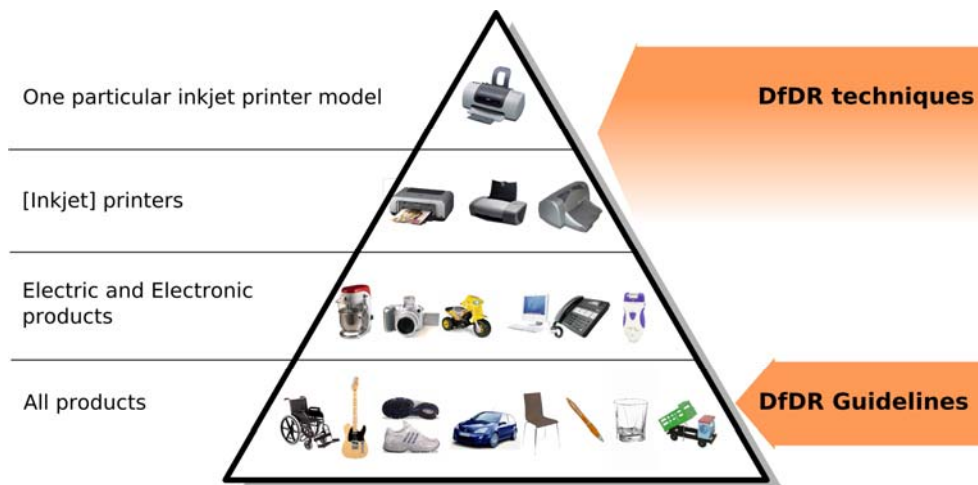 One particular inkjet printer model
DfDR techniques
[Inkjet] printers
Electric and Electronic
products
All products
DfDR Guidelines